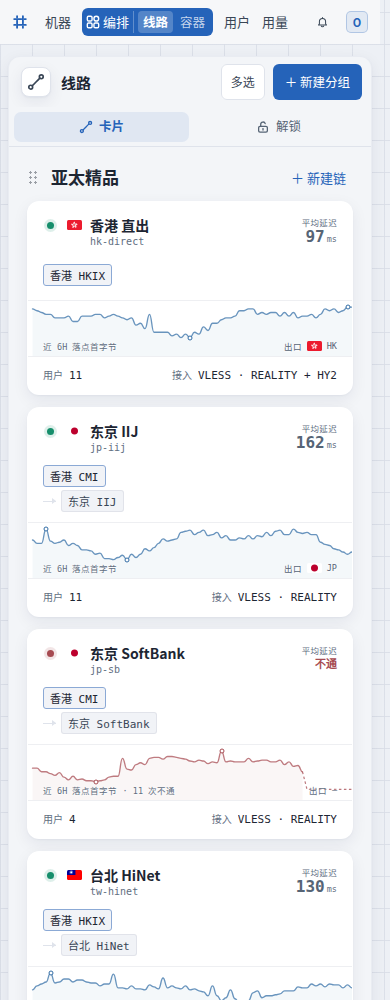 机器 编排 线路 容器 用户 用量 O
线路 多选 + 新建分组
卡片 解锁
亚太精品 + 新建链
香港 直出 平均延迟
hk-direct 97 ms
香港 HKIX
近 6H 落点首字节 出口 HK
用户 11 接入 VLESS · REALITY + HY2
东京 IIJ 平均延迟
jp-iij 162 ms
香港 CMI
东京 IIJ
近 6H 落点首字节 出口 JP
用户 11 接入 VLESS · REALITY
东京 SoftBank 平均延迟
jp-sb 不通
香港 CMI
东京 SoftBank
近 6H 落点首字节 · 11 次不通 出口 --
用户 4 接入 VLESS · REALITY
台北 HiNet 平均延迟
tw-hinet 130 ms
香港 HKIX
台北 HiNet